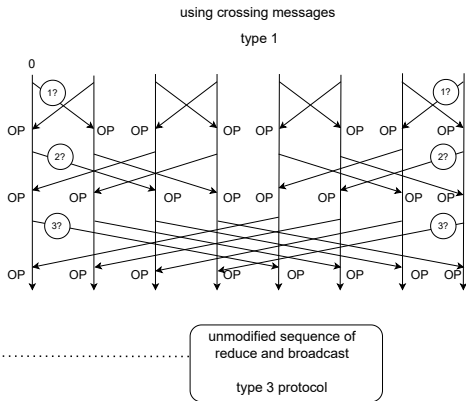 using crossing messages
type 1
0
1? 1?
OP OP OP OP OP OP OP OP
2? 2?
OP OP OP OP OP OP OP OP
3? 3?
OP OP OP OP OP OP OP OP
unmodified sequence of
reduce and broadcast
type 3 protocol